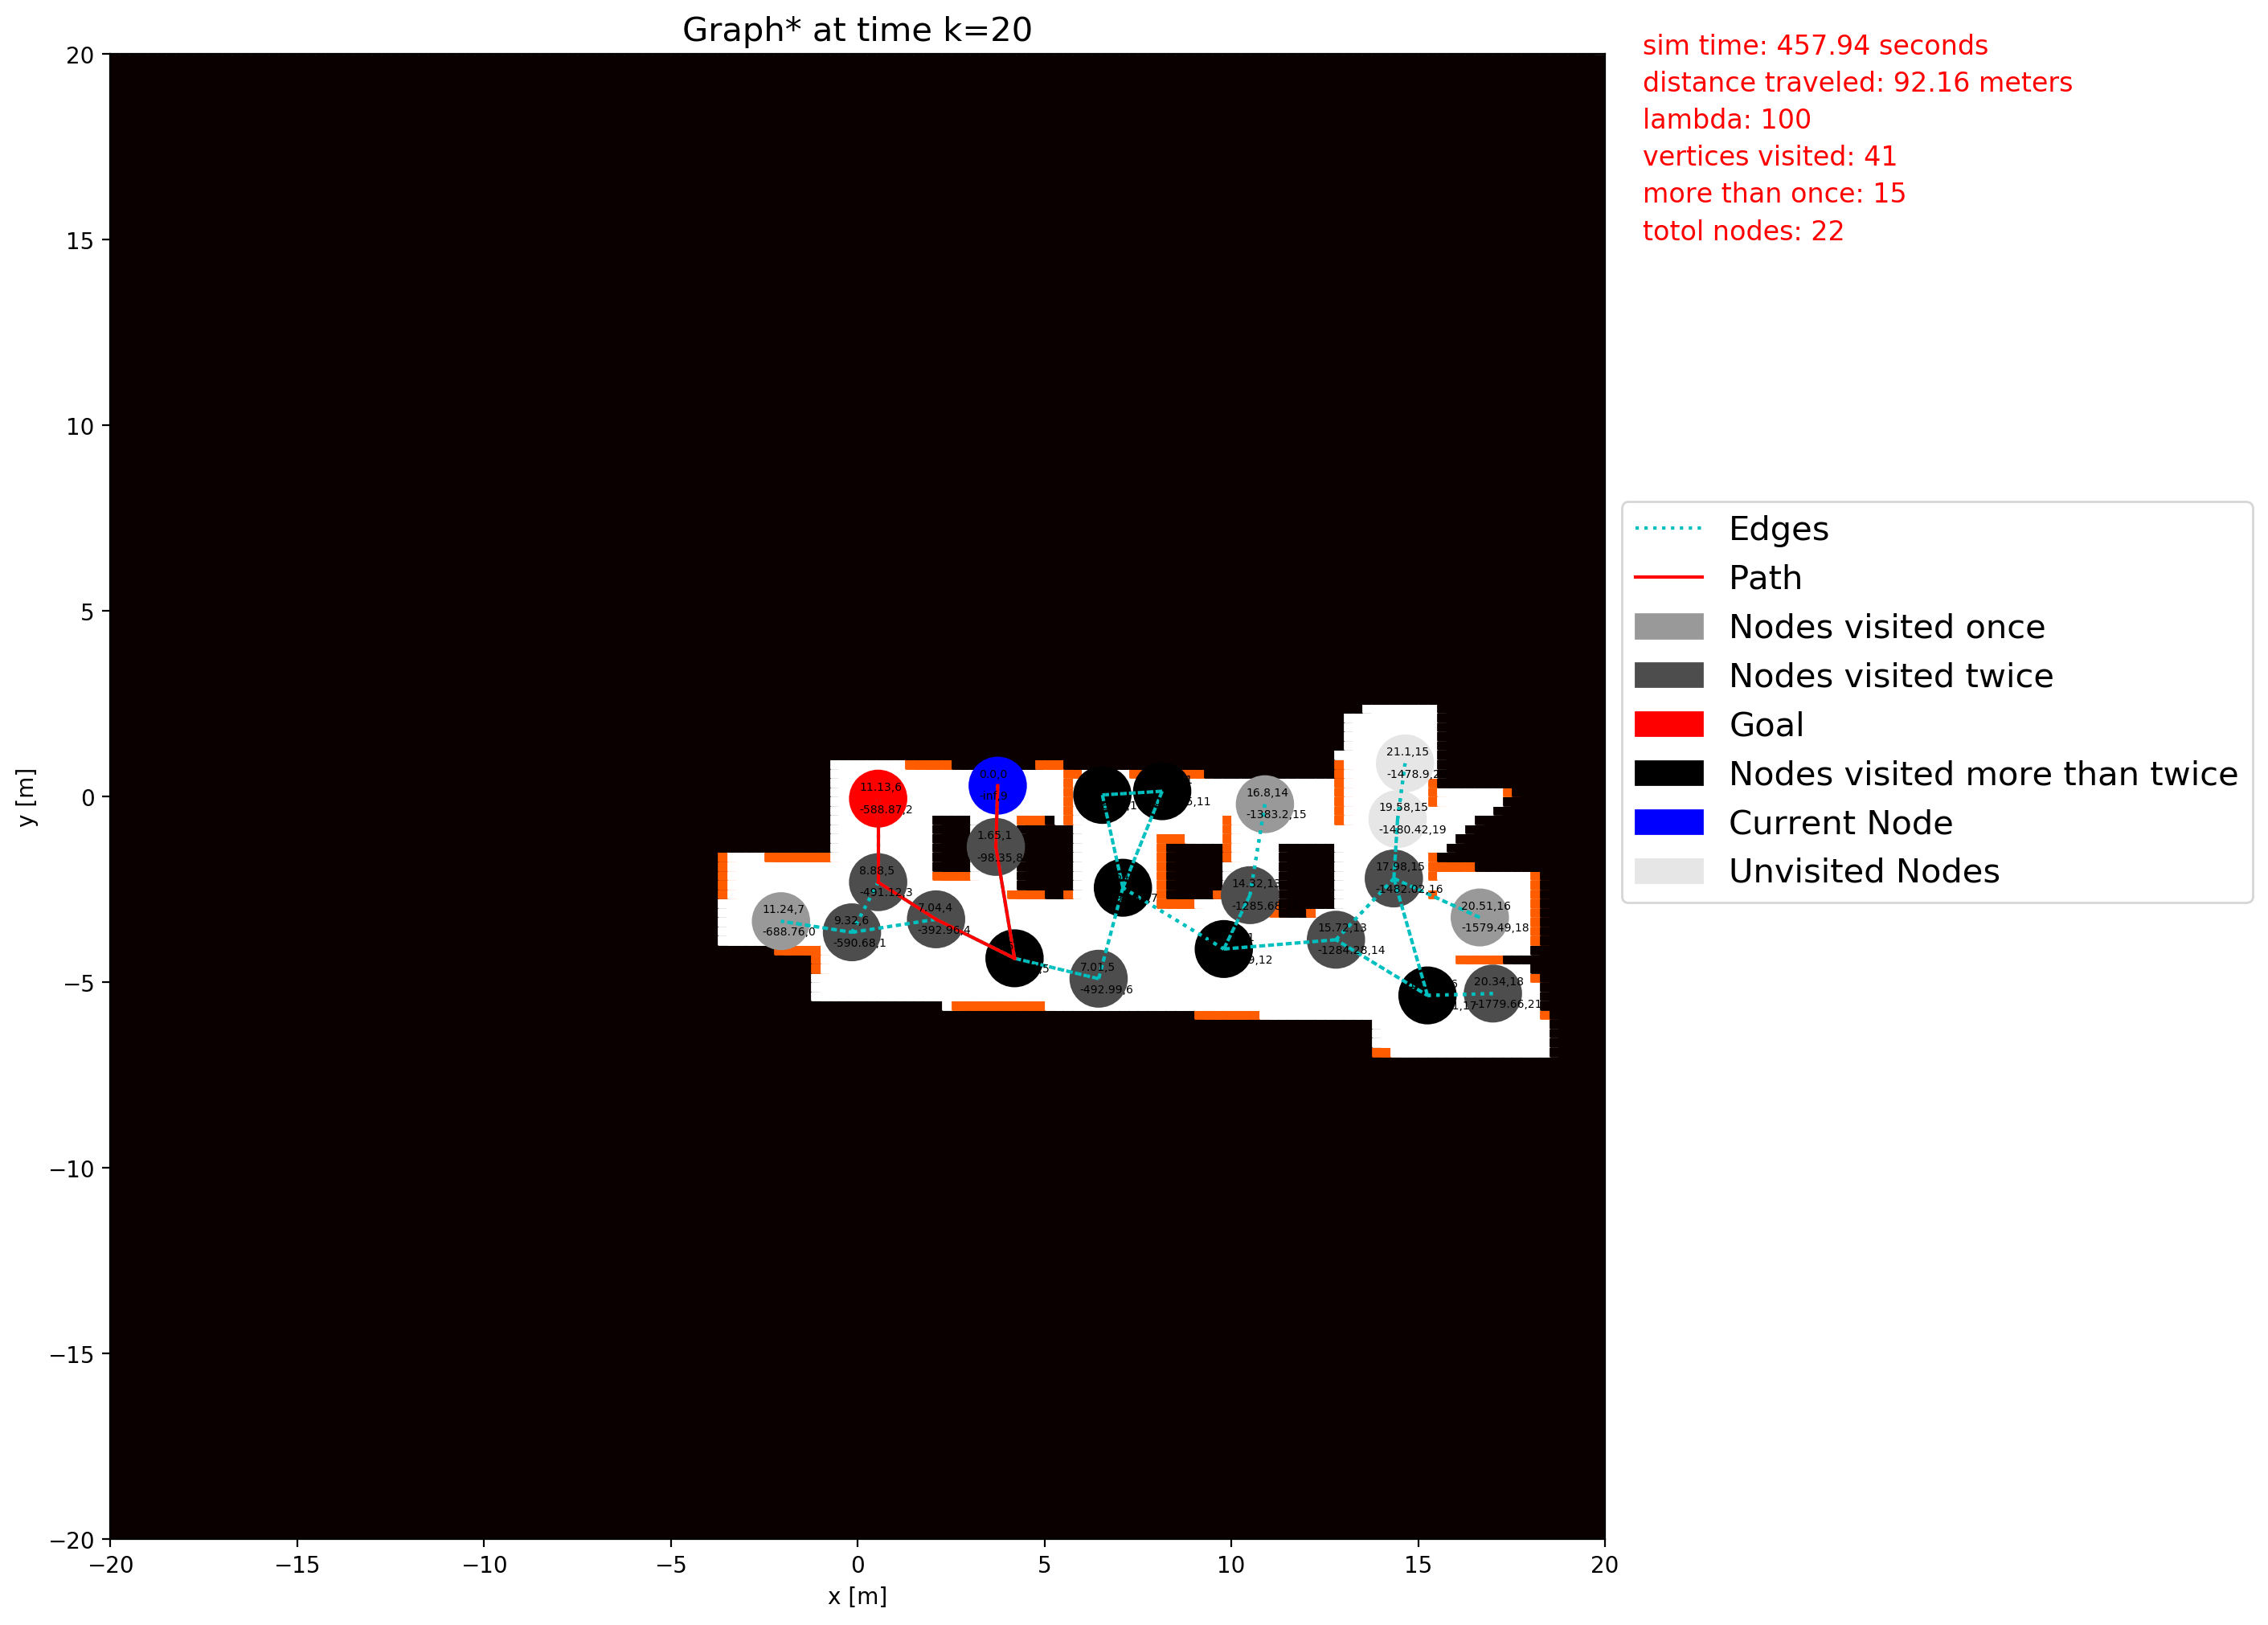 Graph* at time k=20
sim time: 457.94 seconds
distance traveled: 92.16 meters
lambda: 100
vertices visited: 41
more than once: 15
totol nodes: 22
20
15
10
5
0
−5
−10
−15
−20
y [m]
−20 −15 −10 −5 0 5 10 15 20
x [m]
Edges
Path
Nodes visited once
Nodes visited twice
Goal
Nodes visited more than twice
Current Node
Unvisited Nodes
21.1,15
11.13,6
-588.87,2
0.0,0
16.8,14
-1383.2,15
19.58,15
-1480.42,19
1.65,1
-98.35,8
8.88,5
-491.12,3
17.98,15
-1482.02,16
14.32,13
11.24,7
-688.76,0
9.32,6
-590.68,1
7.04,4
-392.96,4
20.51,16
-1579.49,18
15.72,13
-1284.28,14
7.01,5
-492.99,6
20.34,18
-1779.66,21